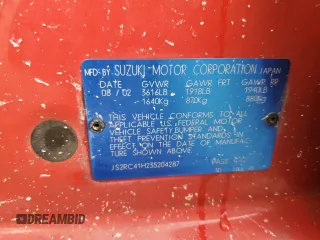 MFD. BY SUZUKI MOTOR CORPORATION JAPAN
DATE GVWR GAWR FRT GAWR RR
08 / 02 3616LB 1918LB 1940LB
1640Kg 870Kg 880Kg
THIS VEHICLE CONFORMS TO ALL
APPLICABLE U.S. FEDERAL MOTOR
VEHICLE SAFETY, BUMPER AND
THEFT PREVENTION STANDARDS IN
EFFECT ON THE DATE OF MANUFAC-
TURE SHOWN ABOVE.
JS2RC41H235204287
PASS
DREAMBID